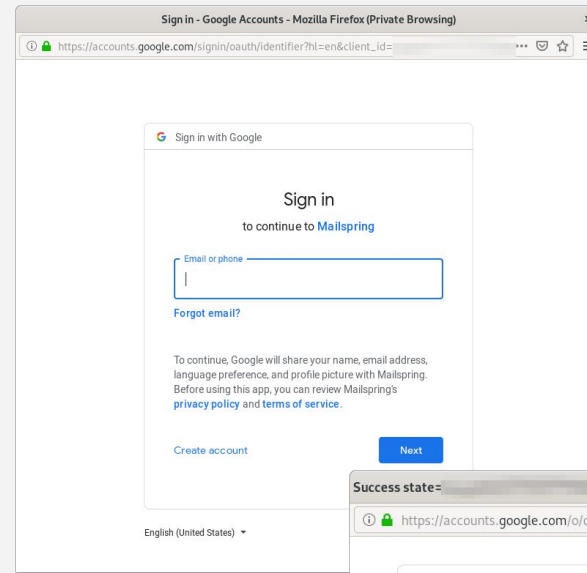 Sign in - Google Accounts - Mozilla Firefox (Private Browsing)
https://accounts.google.com/signin/oauth/identifier?hl=en&client_id=
G Sign in with Google
Sign in
to continue to Mailspring
Email or phone
Forgot email?
To continue, Google will share your name, email address,
language preference, and profile picture with Mailspring.
Before using this app, you can review Mailspring's
privacy policy and terms of service.
Create account
Next
Success state=
https://accounts.google.com/o/
English (United States)